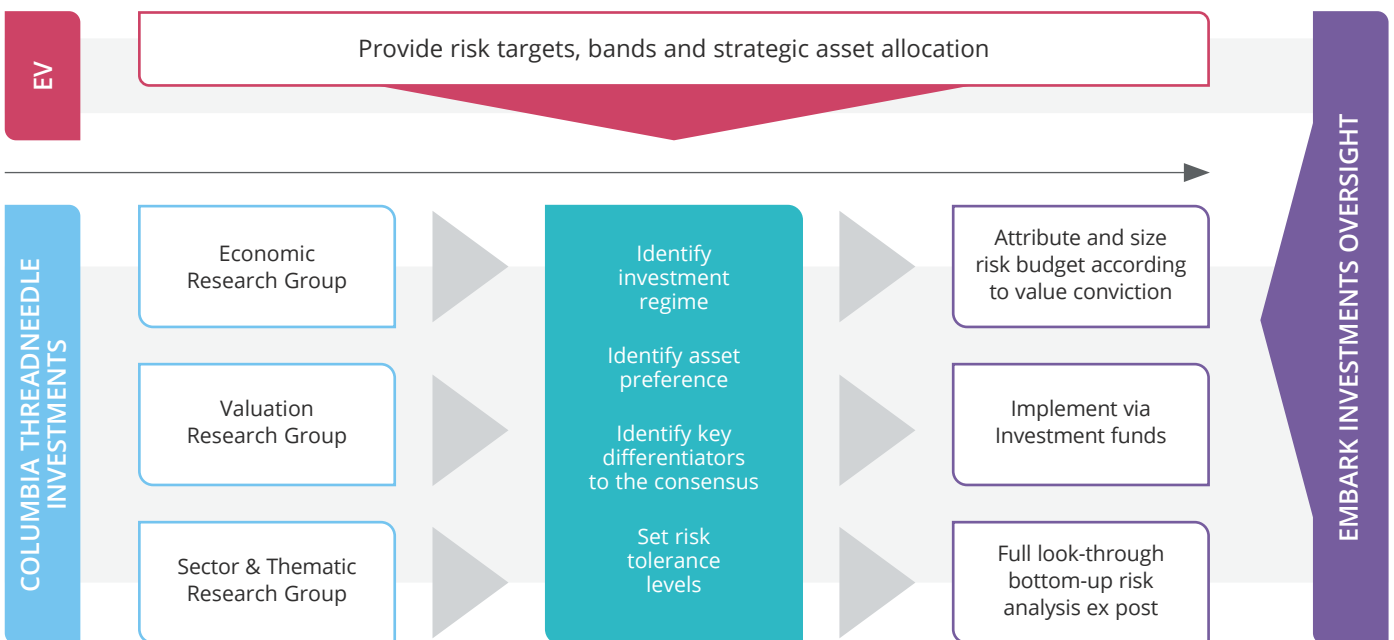 EV
Provide risk targets, bands and strategic asset allocation
COLUMBIA THREADNEEDLE
INVESTMENTS
Economic
Research Group
Valuation
Research Group
Sector & Thematic
Research Group
Identify
investment
regime
Identify asset
preference
Identify key
differentiators
to the consensus
Set risk
tolerance
levels
Attribute and size
risk budget according
to value conviction
Implement via
Investment funds
Full look-through
bottom-up risk
analysis ex post
EMBARK INVESTMENTS OVERSIGHT